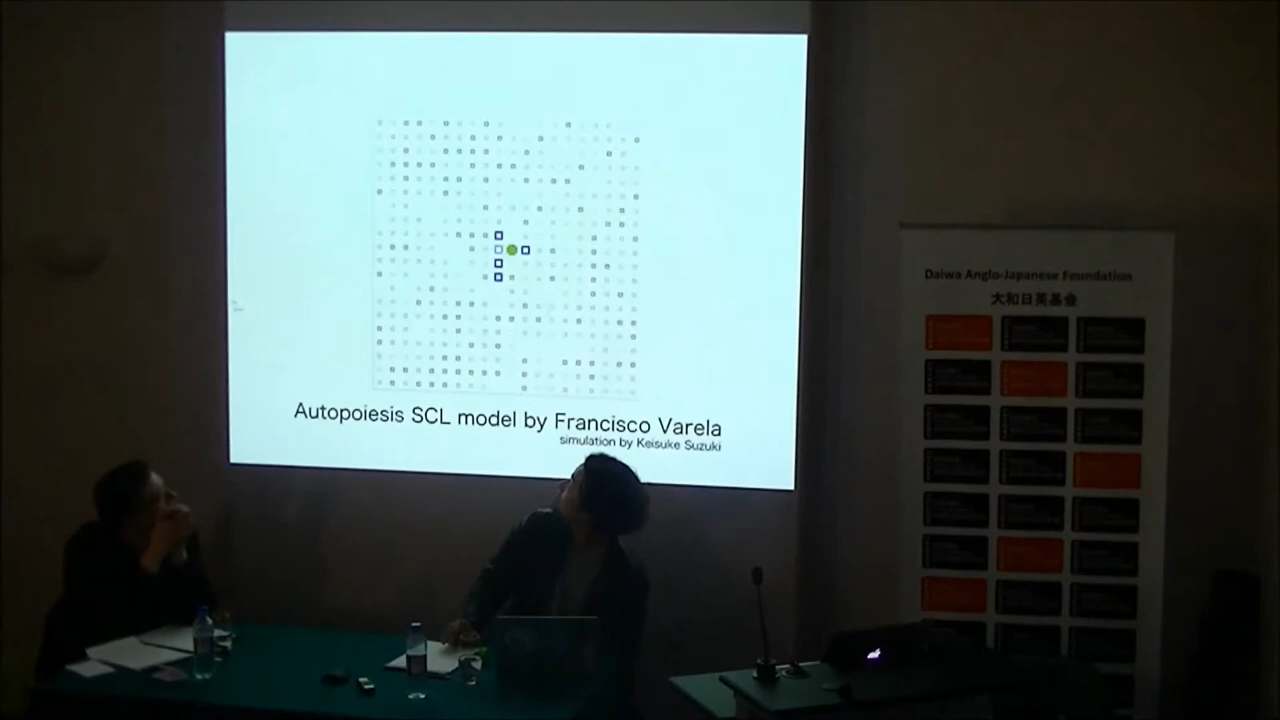 Autopoiesis SCL model by Francisco Varela
simulation by Keisuke Suzuki
Daiwa Anglo-Japanese Foundation
大和日英基金